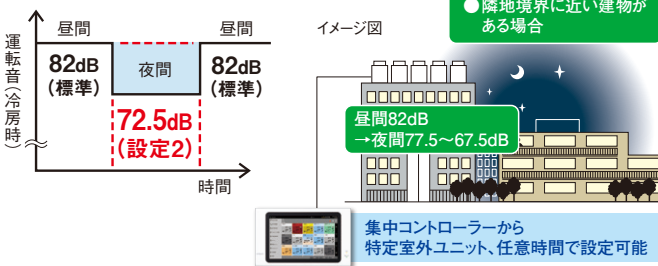 ●隣地境界に近い建物が
ある場合
昼間
昼間
イメージ図
運転音(冷房時)
82dB
(標準)
夜間
82dB
(標準)
72.5dB
(設定2)
時間
昼間82dB
→夜間77.5～67.5dB
集中コントローラーから
特定室外ユニット、任意時間で設定可能